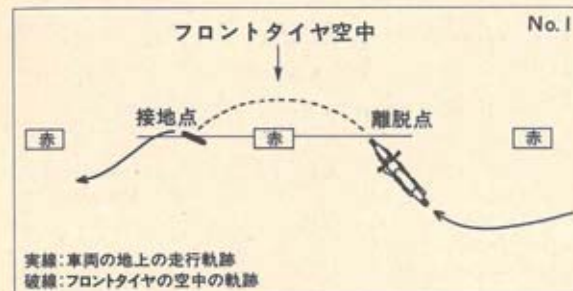 No.1
フロントタイヤ空中
接地点
離脱点
赤
赤
赤
実線:車両の地上の走行軌跡
破線:フロントタイヤの空中の軌跡